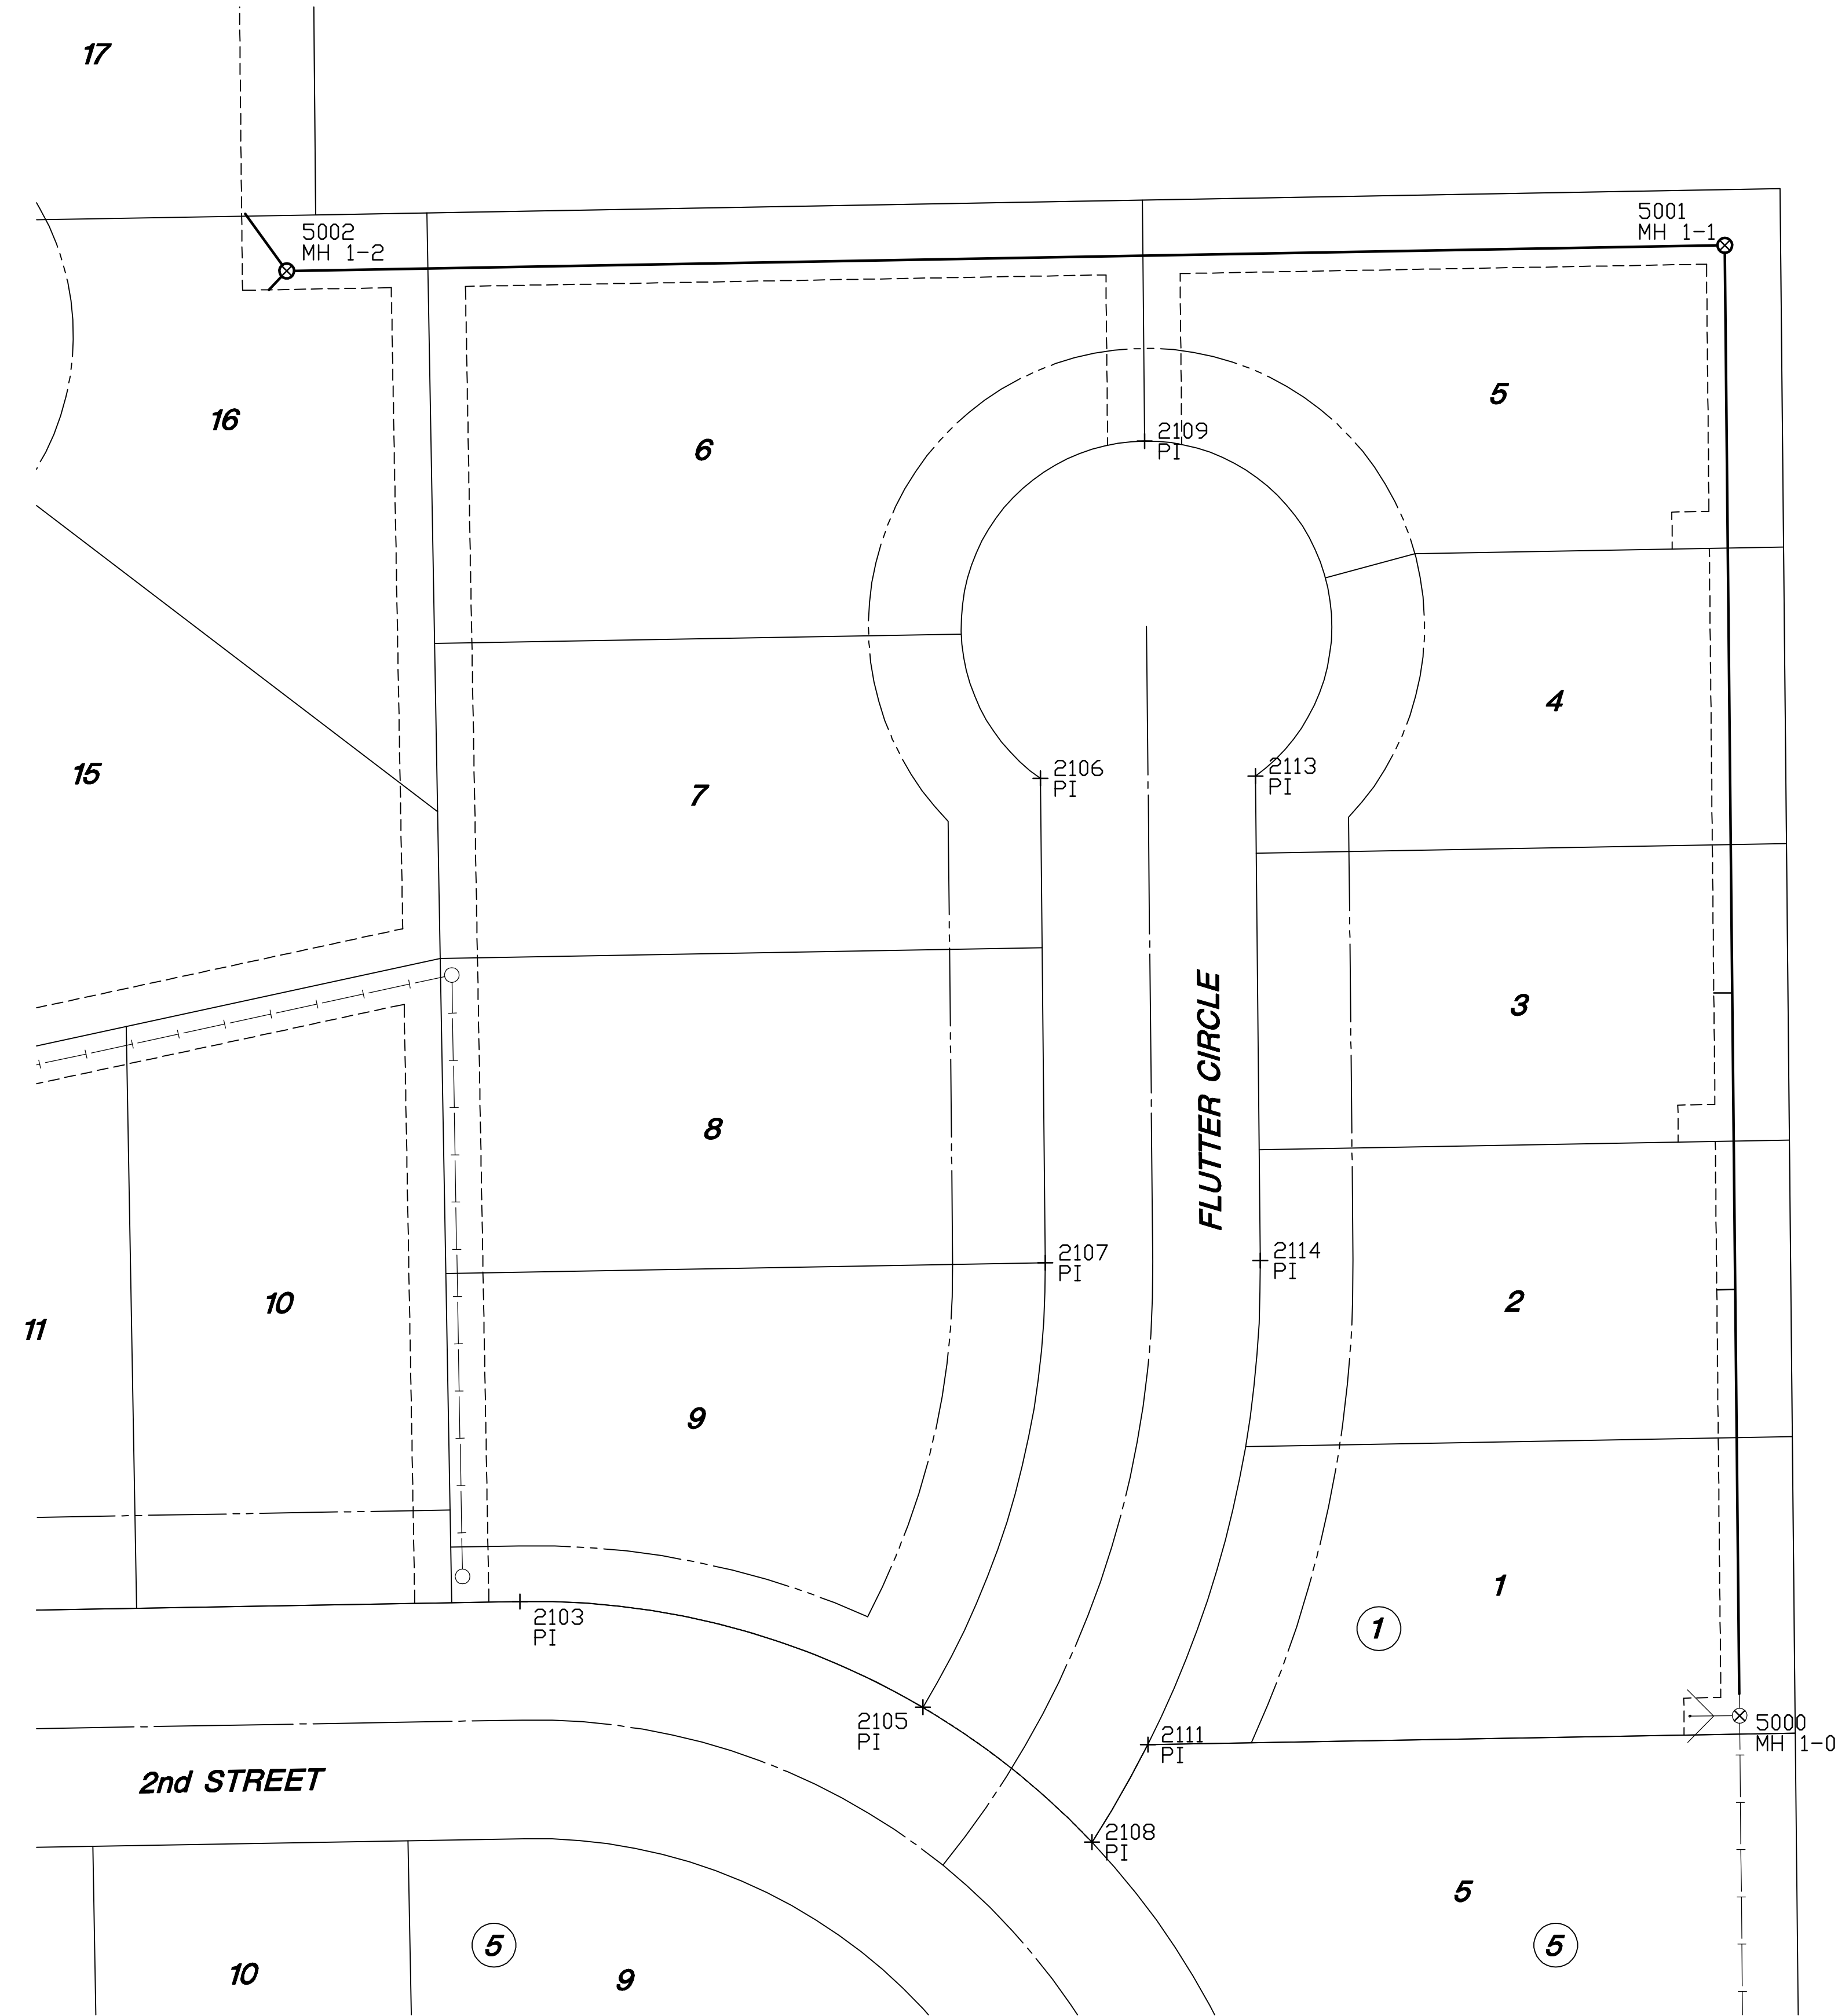 17
5002
MH 1-2
5001
MH 1-1
16
6
5
2109
PI
4
15
7
2106
PI
2113
PI
3
FLUTTER CIRCLE
8
2107
PI
2114
PI
10
11
2
9
1
2103
PI
1
2105
PI
2111
PI
5000
MH 1-0
2nd STREET
2108
PI
5
5
5
10
9